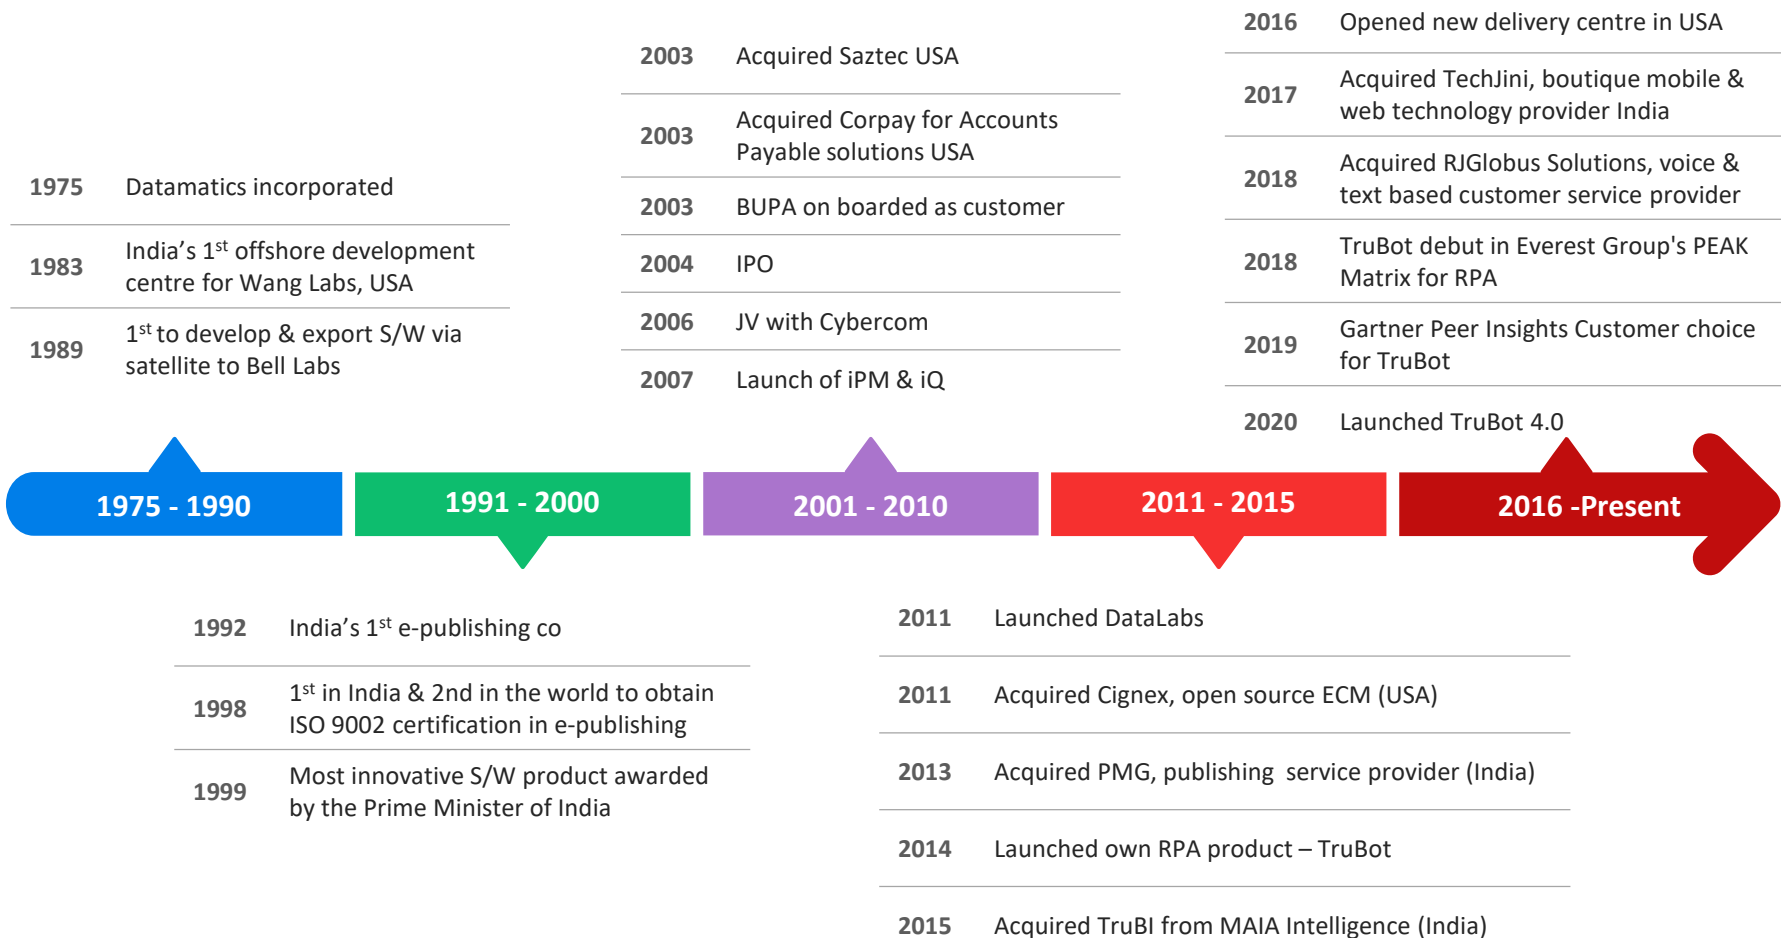 1975 Datamatics incorporated
1983 India's 1st offshore development
centre for Wang Labs, USA
1989 1st to develop & export S/W via
satellite to Bell Labs
2003 Acquired Saztec USA
2003 Acquired Corpay for Accounts
Payable solutions USA
2003 BUPA on boarded as customer
2004 IPO
2006 JV with Cybercom
2007 Launch of iPM & iQ
2016 Opened new delivery centre in USA
2017 Acquired TechJini, boutique mobile &
web technology provider India
2018 Acquired RJGlobus Solutions, voice &
text based customer service provider
2018 TruBot debut in Everest Group's PEAK
Matrix for RPA
2019 Gartner Peer Insights Customer choice
for TruBot
2020 Launched TruBot 4.0
1975 - 1990
1991 - 2000
2001 - 2010
2011 - 2015
2016 -Present
1992 India’s 1st e-publishing co
1998 1st in India & 2nd in the world to obtain
ISO 9002 certification in e-publishing
1999 Most innovative S/W product awarded
by the Prime Minister of India
2011 Launched DataLabs
2011 Acquired Cignex, open source ECM (USA)
2013 Acquired PMG, publishing service provider (India)
2014 Launched own RPA product – TruBot
2015 Acquired TruBI from MAIA Intelligence (India)